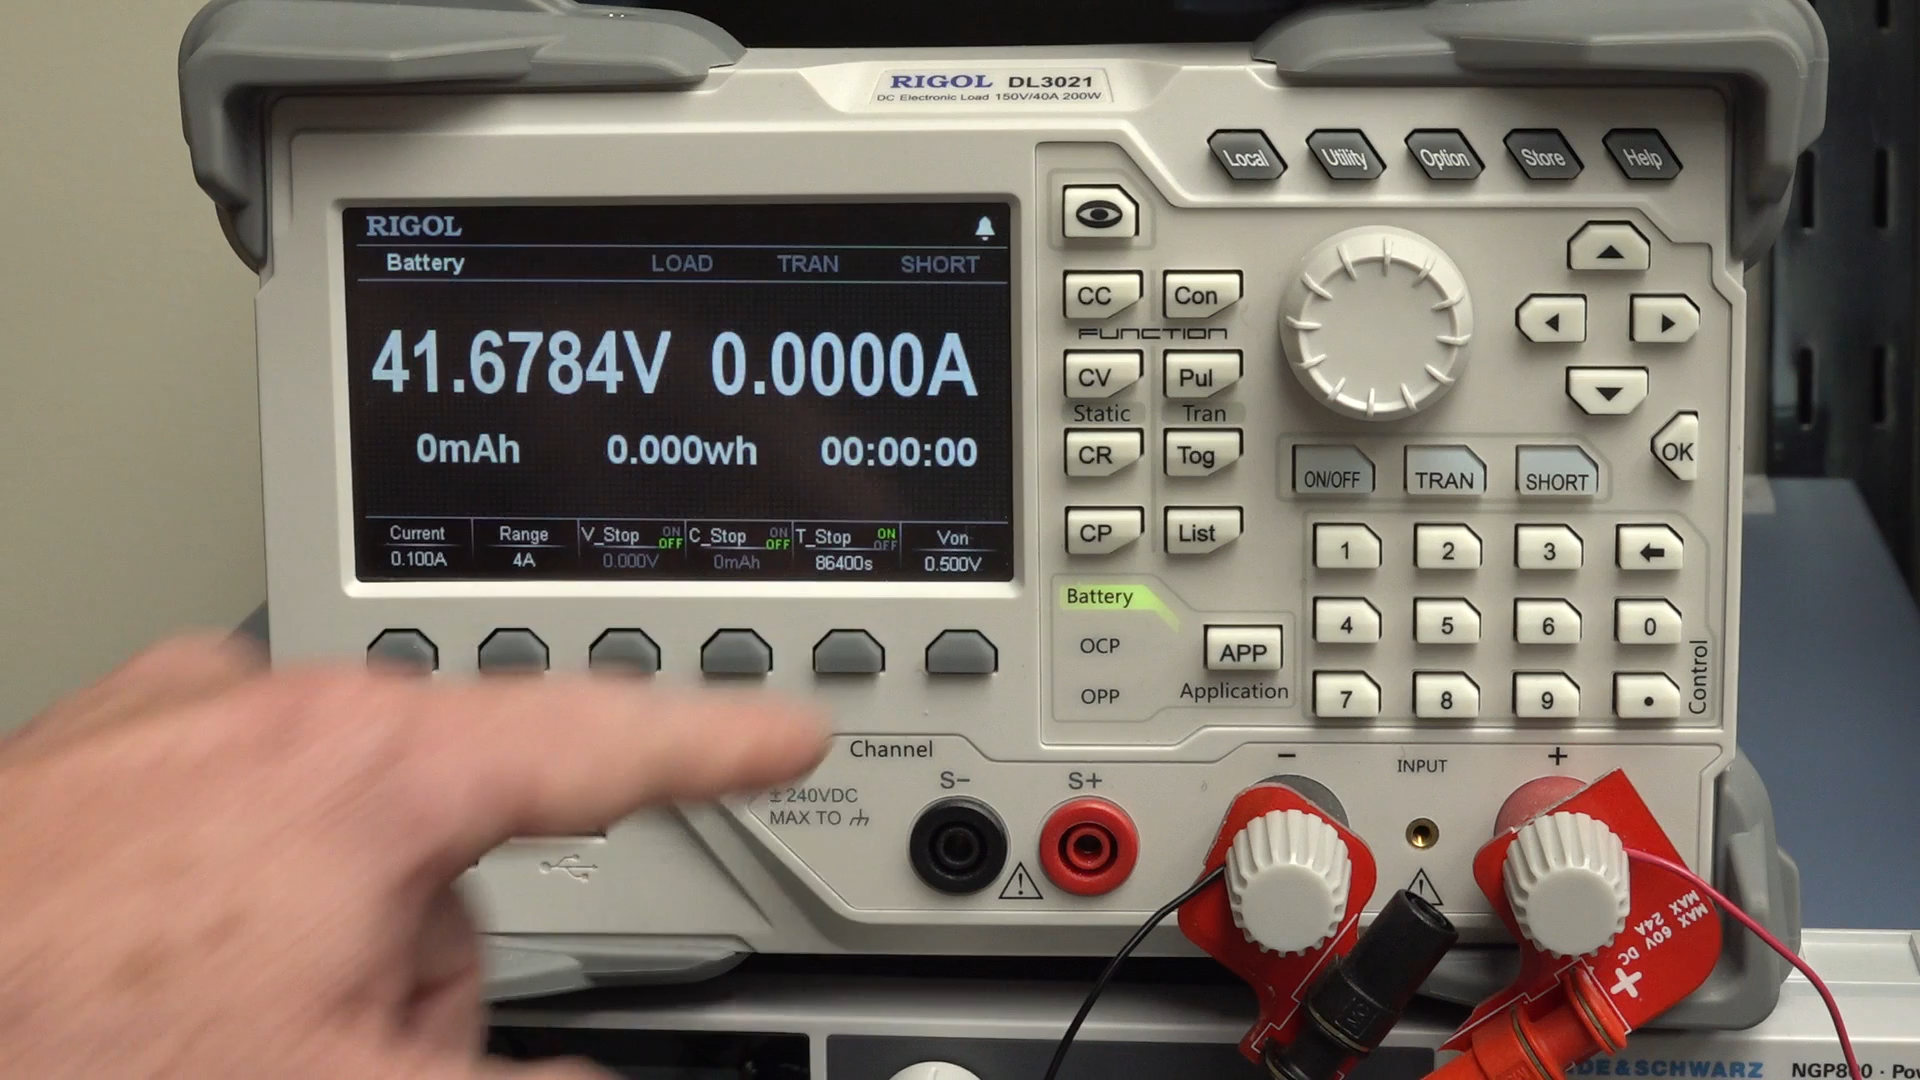 RIGOL DL3021
DC Electronic Load 150V/40A 200W
Local Utility Option Store Help
RIGOL
Battery LOAD TRAN SHORT
41.6784V 0.0000A
0mAh 0.000wh 00:00:00
Current Range V_Stop ON OFF C_Stop ON OFF T_Stop ON OFF Von
0.100A 4A 0.000V 0mAh 86400s 0.500V
CC Con
FUNCTION
CV Pul
Static Tran
CR Tog
CP List
ON/OFF TRAN SHORT
OK
1 2 3
4 5 6 0
7 8 9 .
Control
Battery
OCP
OPP
APP
Application
Channel
S- S+
± 240VDC
MAX TO
- INPUT +
MAX 60V DC
MAX 24A
+
DE&SCHWARZ NGP800 · Pow